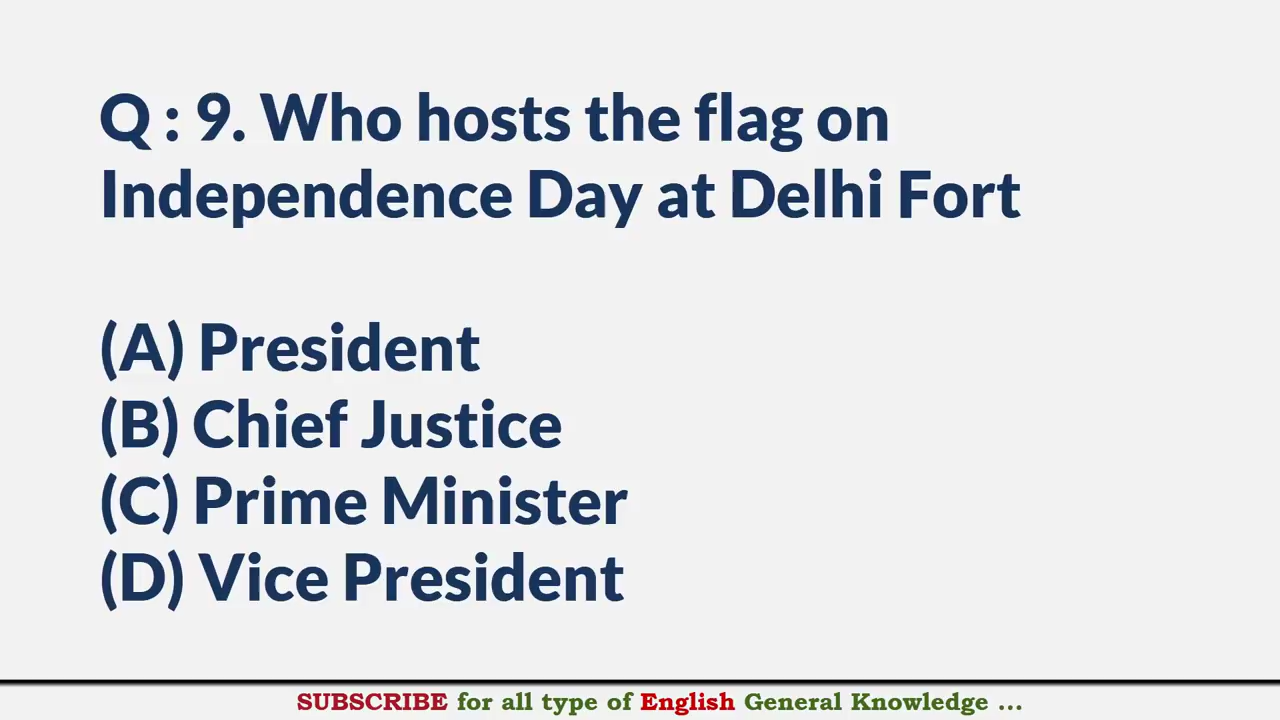 Q : 9. Who hosts the flag on
Independence Day at Delhi Fort
(A) President
(B) Chief Justice
(C) Prime Minister
(D) Vice President
SUBSCRIBE for all type of English General Knowledge ...